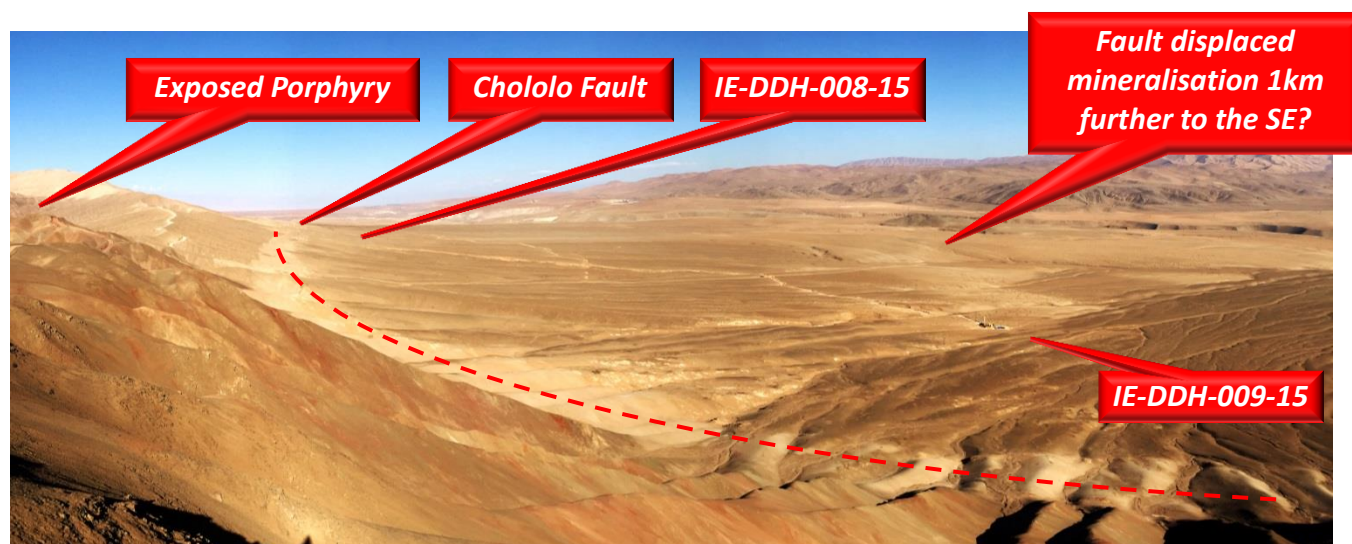 Exposed Porphyry
Chololo Fault
IE-DDH-008-15
Fault displaced
mineralisation 1km
further to the SE?
IE-DDH-009-15